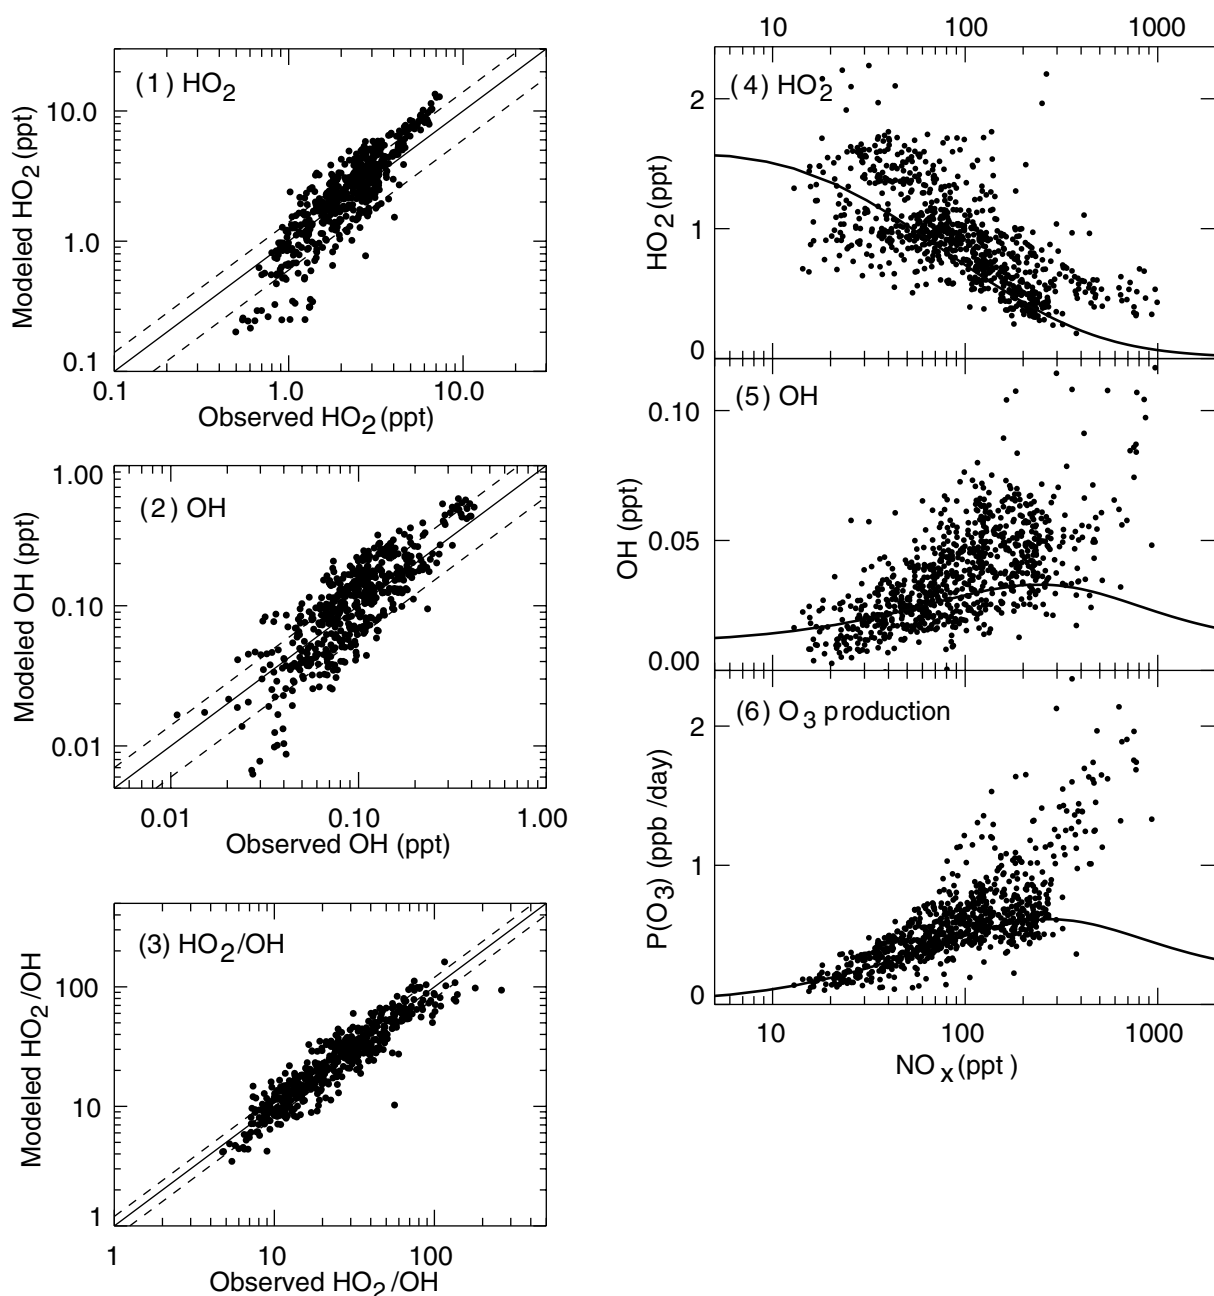 (1) HO2
Modeled HO2 (ppt)
10.0
1.0
0.1
0.1 1.0 10.0
Observed HO2 (ppt)
(2) OH
Modeled OH (ppt)
1.00
0.10
0.01
0.01 0.10 1.00
Observed OH (ppt)
(3) HO2/OH
Modeled HO2/OH
100
10
1
1 10 100
Observed HO2/OH
10 100 1000
(4) HO2
HO2 (ppt)
2
1
0
(5) OH
OH (ppt)
0.10
0.05
0.00
(6) O3 production
P(O3) (ppb /day)
2
1
0
10 100 1000
NOx (ppt)